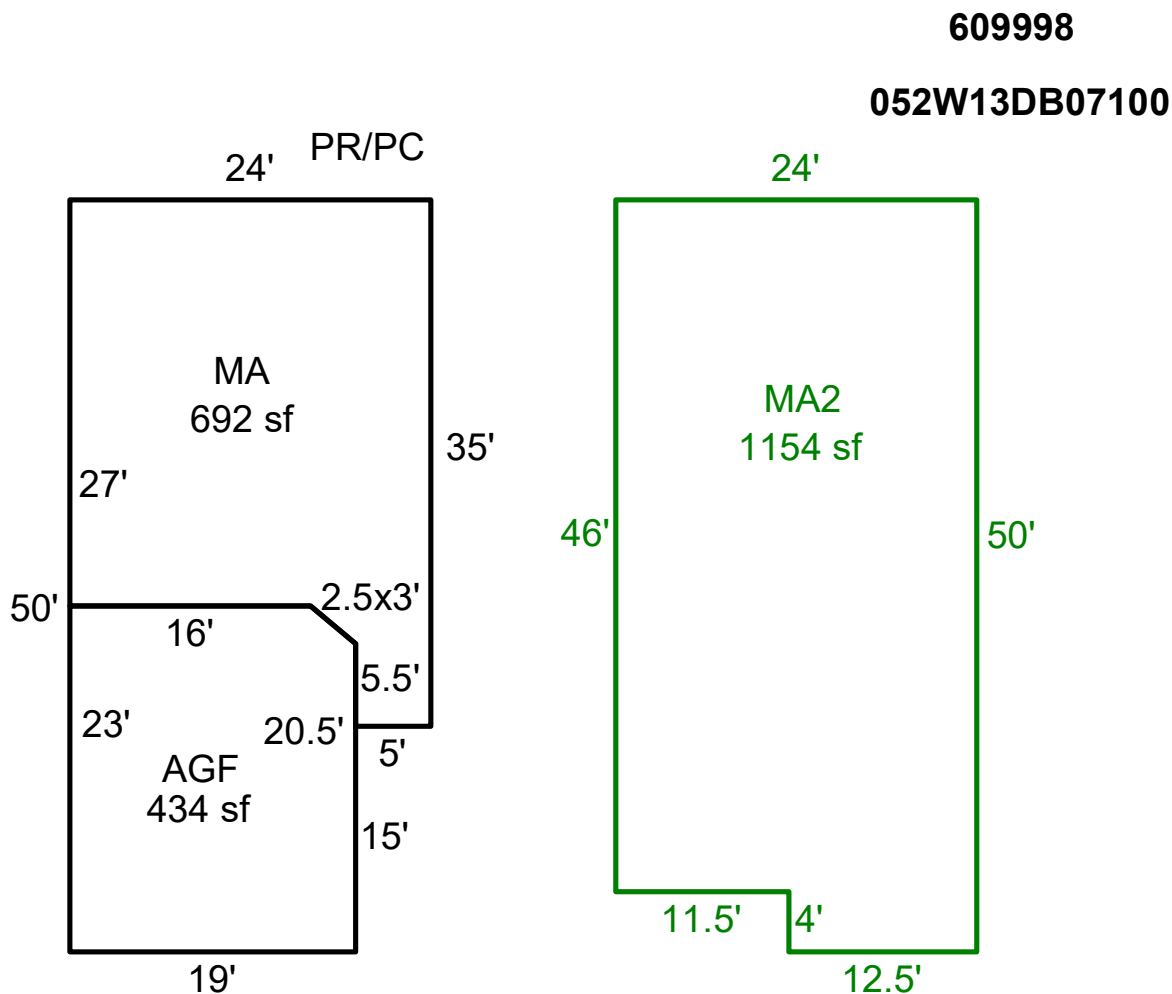 609998
052W13DB07100
PR/PC
24'
24'
MA
692 sf
MA2
1154 sf
35'
27'
46'
50'
2.5x3'
50'
16'
5.5'
23'
20.5'
5'
AGF
434 sf
15'
11.5'
4'
19'
12.5'